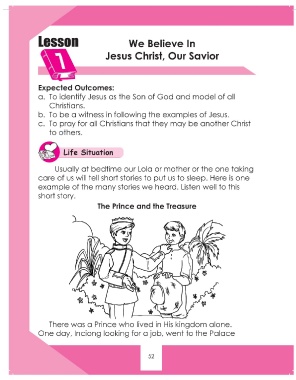 Lesson
1
We Believe In
Jesus Christ, Our Savior
Expected Outcomes:
a. To identify Jesus as the Son of God and model of all
Christians.
b. To be a witness in following the examples of Jesus.
c. To pray for all Christians that they may be another Christ
to others.
Life Situation
Usually at bedtime our Lola or mother or the one taking
care of us will tell short stories to put us to sleep. Here is one
example of the many stories we heard. Listen well to this
short story.
The Prince and the Treasure
There was a Prince who lived in His kingdom alone.
One day, Inciong looking for a job, went to the Palace
52